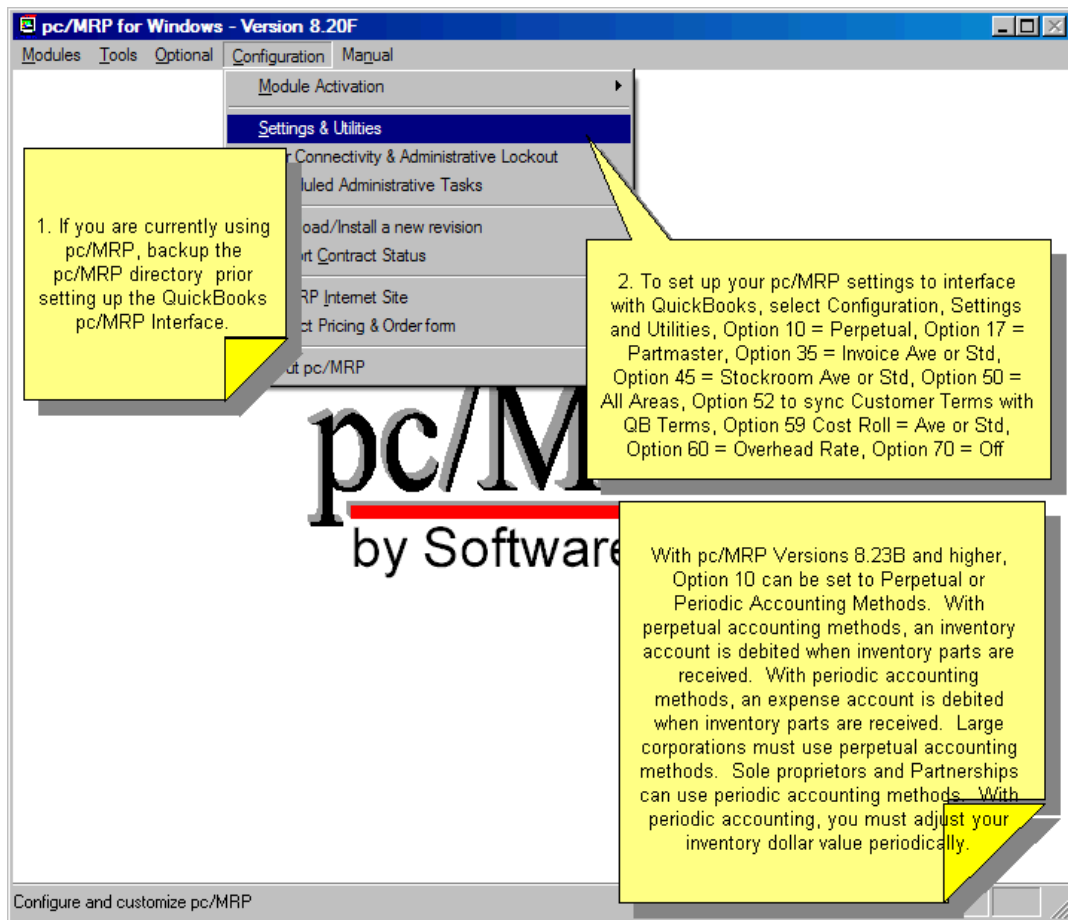 pc/MRP for Windows - Version 8.20F
Modules Tools Optional Configuration Manual
Module Activation
Settings & Utilities
Connectivity & Administrative Lockout
Administrative Tasks
oad/Install a new revision
Contract Status
RP Internet Site
ct Pricing & Order form
ut pc/MRP
1. If you are currently using
pc/MRP, backup the
pc/MRP directory prior
setting up the QuickBooks
pc/MRP Interface.
2. To set up your pc/MRP settings to interface
with QuickBooks, select Configuration, Settings
and Utilities, Option 10 = Perpetual, Option 17 =
Partmaster, Option 35 = Invoice Ave or Std,
Option 45 = Stockroom Ave or Std, Option 50 =
All Areas, Option 52 to sync Customer Terms with
QB Terms, Option 59 Cost Roll = Ave or Std,
Option 60 = Overhead Rate, Option 70 = Off
pc/M
by Software
With pc/MRP Versions 8.23B and higher,
Option 10 can be set to Perpetual or
Periodic Accounting Methods. With
perpetual accounting methods, an inventory
account is debited when inventory parts are
received. With periodic accounting
methods, an expense account is debited
when inventory parts are received. Large
corporations must use perpetual accounting
methods. Sole proprietors and Partnerships
can use periodic accounting methods. With
periodic accounting, you must adjust your
inventory dollar value periodically.
Configure and customize pc/MRP